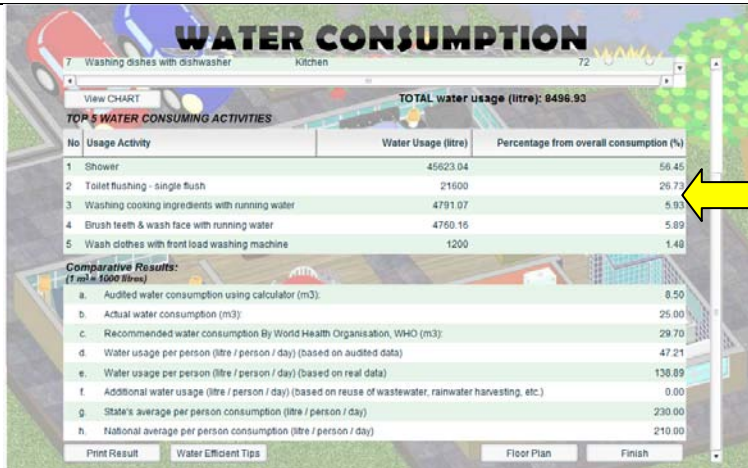 WATER CONSUMPTION
7 Washing dishes with dishwasher Kitchen 72
View CHART TOTAL water usage (litre): 8496.93
TOP 5 WATER CONSUMING ACTIVITIES
No Usage Activity Water Usage (litre) Percentage from overall consumption (%)
1 Shower 45623.04 56.45
2 Toilet flushing - single flush 21600 26.73
3 Washing cooking ingredients with running water 4791.07 5.93
4 Brush teeth & wash face with running water 4760.16 5.89
5 Wash clothes with front load washing machine 1200 1.48
Comparative Results:
(1 m3 = 1000 litres)
a. Audited water consumption using calculator (m3): 8.50
b. Actual water consumption (m3): 25.00
c. Recommended water consumption By World Health Organisation, WHO (m3): 29.70
d. Water usage per person (litre / person / day) (based on audited data) 47.21
e. Water usage per person (litre / person / day) (based on real data) 138.89
f. Additional water usage (litre / person / day) (based on reuse of wastewater, rainwater harvesting, etc.) 0.00
g. State's average per person consumption (litre / person / day) 230.00
h. National average per person consumption (litre / person / day) 210.00
Print Result Water Efficient Tips Floor Plan Finish